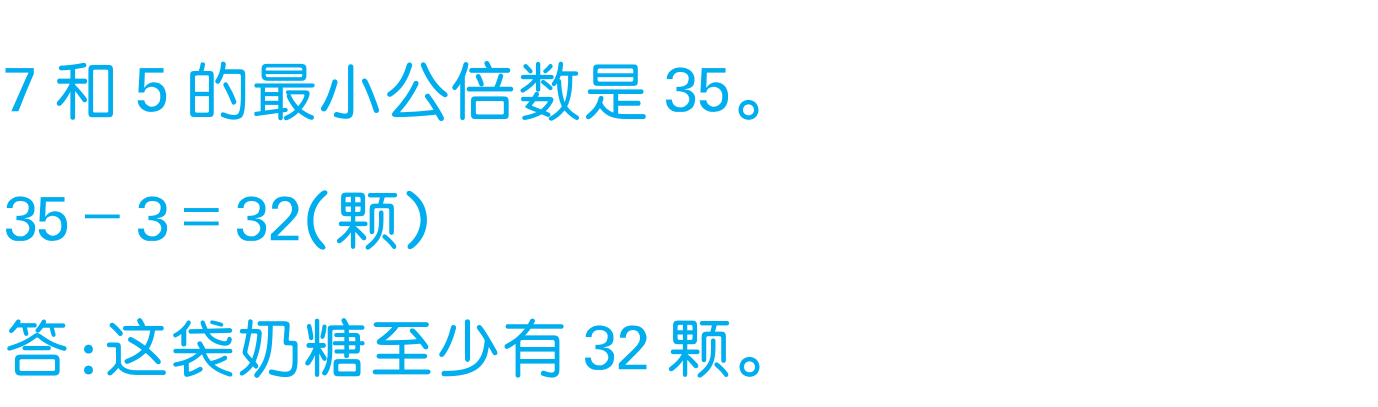 7 和 5 的最小公倍数是 35。
35 － 3 = 32(颗)
答:这袋奶糖至少有 32 颗。